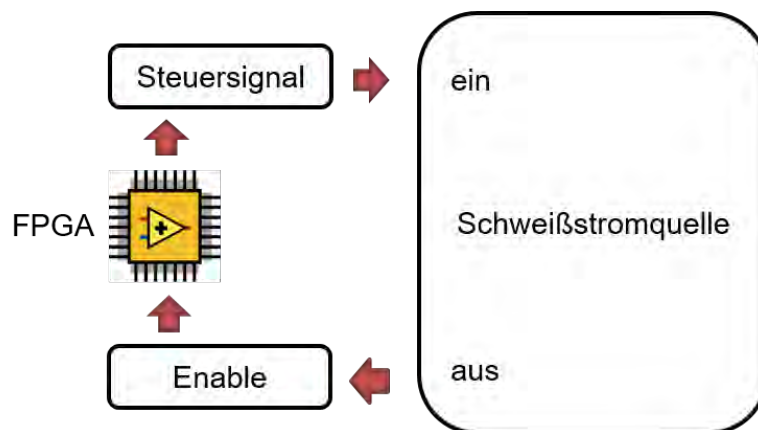 Steuersignal
ein
FPGA
Schweißstromquelle
Enable
aus